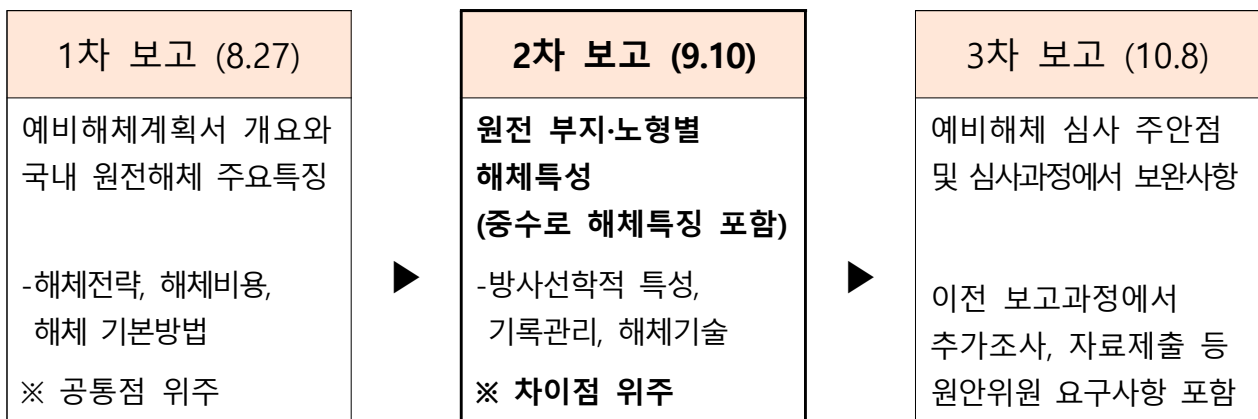 1차 보고 (8.27)
예비해체계획서 개요와
국내 원전해체 주요특징
-해체전략, 해체비용,
해체 기본방법
※ 공통점 위주
▶
2차 보고 (9.10)
원전 부지·노형별
해체특성
(중수로 해체특징 포함)
-방사선학적 특성,
기록관리, 해체기술
※ 차이점 위주
▶
3차 보고 (10.8)
예비해체 심사 주안점
및 심사과정에서 보완사항
이전 보고과정에서
추가조사, 자료제출 등
원안위원 요구사항 포함